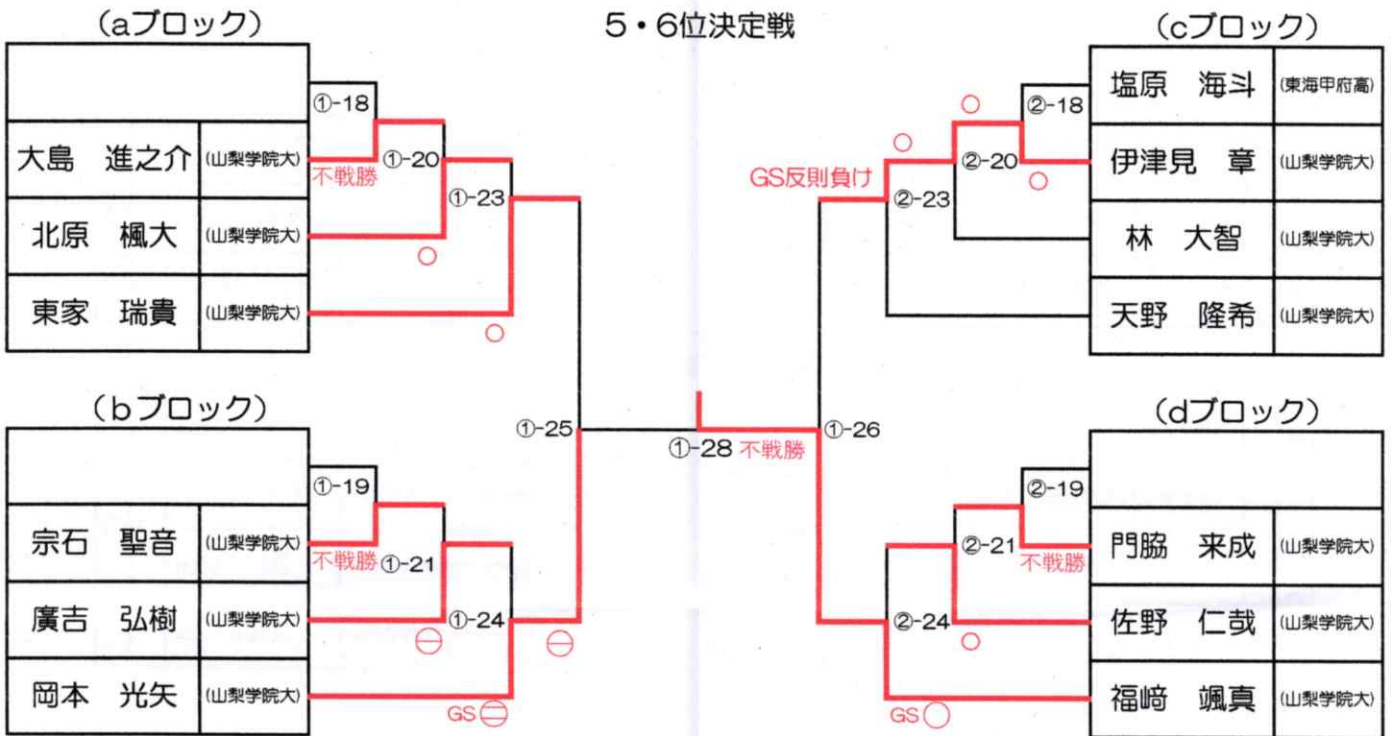 5・6位決定戦
(aブロック)
①-18
大島 進之介 (山梨学院大)
不戦勝
①-20
北原 楓大 (山梨学院大)
①-23
東家 瑞貴 (山梨学院大)
(bブロック)
①-19
宗石 聖音 (山梨学院大)
不戦勝
①-21
廣吉 弘樹 (山梨学院大)
①-24
岡本 光矢 (山梨学院大)
GS
①-25
①-28 不戦勝
①-26
(cブロック)
塩原 海斗 (東海甲府高)
②-18
伊津見 章 (山梨学院大)
②-20
林 大智 (山梨学院大)
GS反則負け
②-23
天野 隆希 (山梨学院大)
(dブロック)
②-19
門脇 来成 (山梨学院大)
不戦勝
②-21
佐野 仁哉 (山梨学院大)
②-24
福﨑 颯真 (山梨学院大)
GS